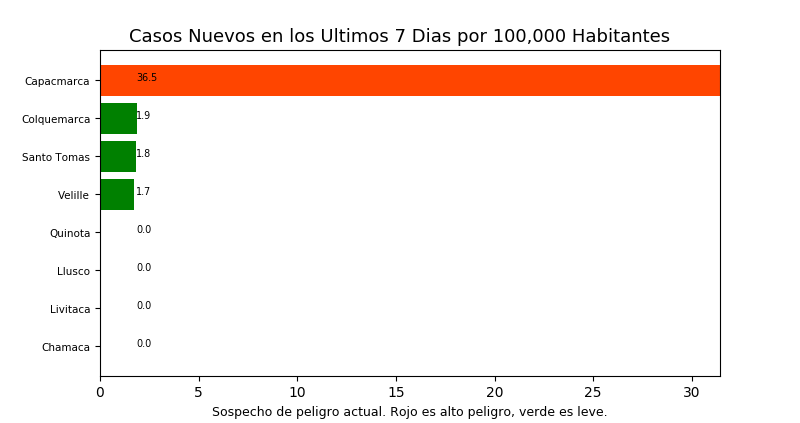 Casos Nuevos en los Ultimos 7 Dias por 100,000 Habitantes
Capacmarca 36.5
Colquemarca 1.9
Santo Tomas 1.8
Velille 1.7
Quinota 0.0
Llusco 0.0
Livitaca 0.0
Chamaca 0.0
0 5 10 15 20 25 30
Sospecho de peligro actual. Rojo es alto peligro, verde es leve.